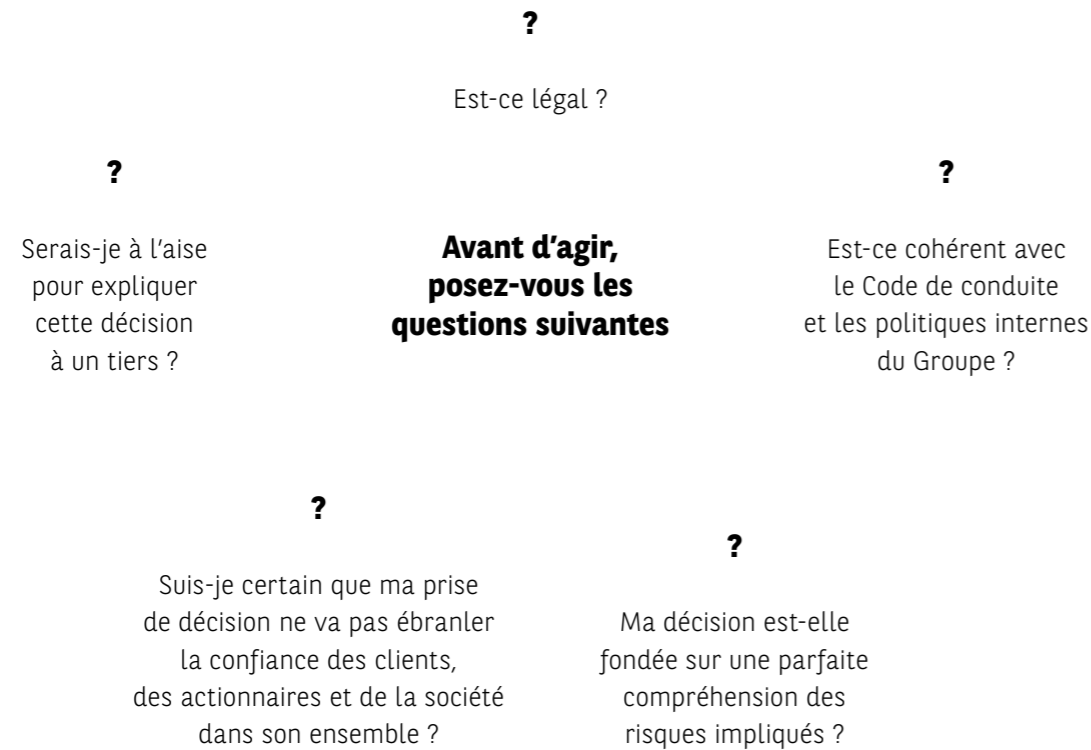 ?
Est-ce légal ?
?
Serais-je à l'aise
pour expliquer
cette décision
à un tiers ?
Avant d'agir,
posez-vous les
questions suivantes
?
Est-ce cohérent avec
le Code de conduite
et les politiques internes
du Groupe ?
?
Suis-je certain que ma prise
de décision ne va pas ébranler
la confiance des clients,
des actionnaires et de la société
dans son ensemble ?
?
Ma décision est-elle
fondée sur une parfaite
compréhension des
risques impliqués ?